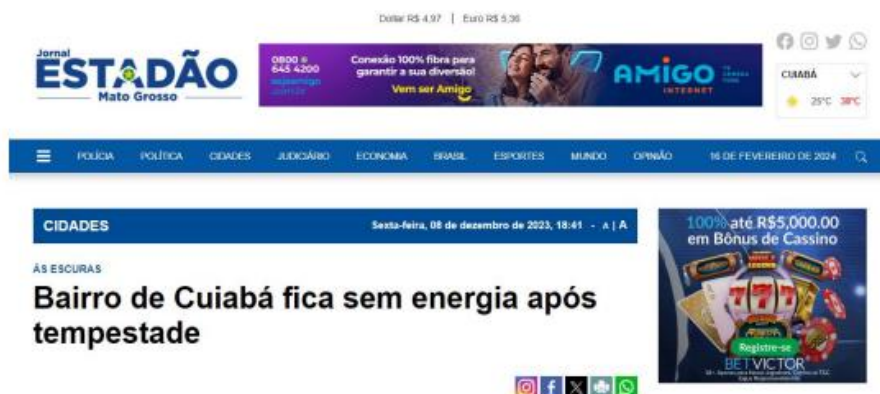 Dollar R$ 4,97 | Euro R$ 5,36
Jornal
ESTADÃO
Mato Grosso
0800
645 4200
Conexão 100% fibra para
garantir a sua diversão!
Vem ser Amigo
AMIGO
INTERNET
CUIABÁ
25°C 38°C
POLÍCIA POLÍTICA CIDADES JUDICIÁRIO ECONOMIA BRASIL ESPORTES MUNDO OPINIÃO 16 DE FEVEREIRO DE 2024
CIDADES Sexta-feira, 08 de dezembro de 2023, 18:41 - A | A
ÀS ESCURAS
Bairro de Cuiabá fica sem energia após
tempestade
100% até R$5,000.00
em Bônus de Cassino
777
Registre-se
BETVICTOR